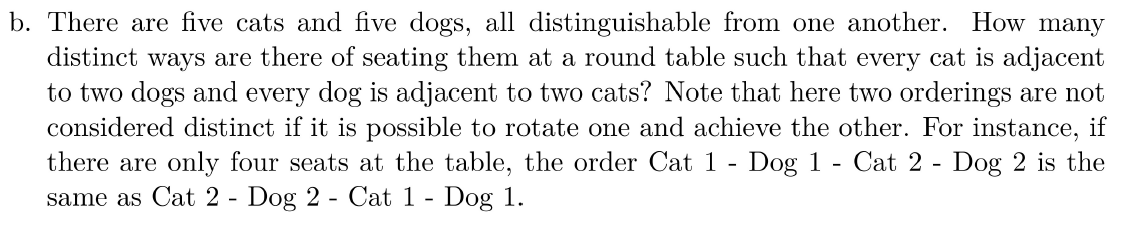 b. There are five cats and five dogs, all distinguishable from one another. How many
distinct ways are there of seating them at a round table such that every cat is adjacent
to two dogs and every dog is adjacent to two cats? Note that here two orderings are not
considered distinct if it is possible to rotate one and achieve the other. For instance, if
there are only four seats at the table, the order Cat 1 - Dog 1 - Cat 2 - Dog 2 is the
same as Cat 2 - Dog 2 - Cat 1 - Dog 1.